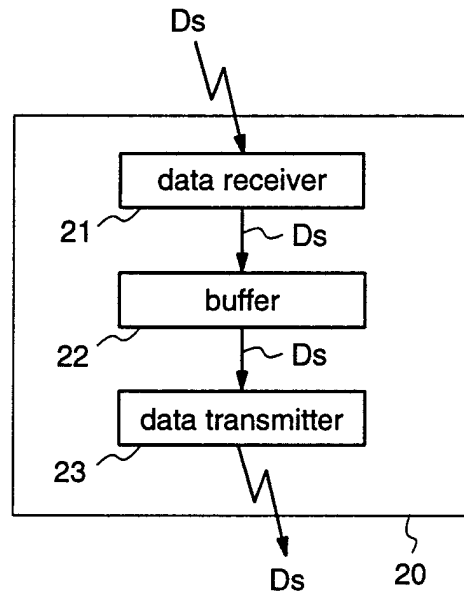 Ds
data receiver
21
Ds
buffer
22
Ds
data transmitter
23
20
Ds